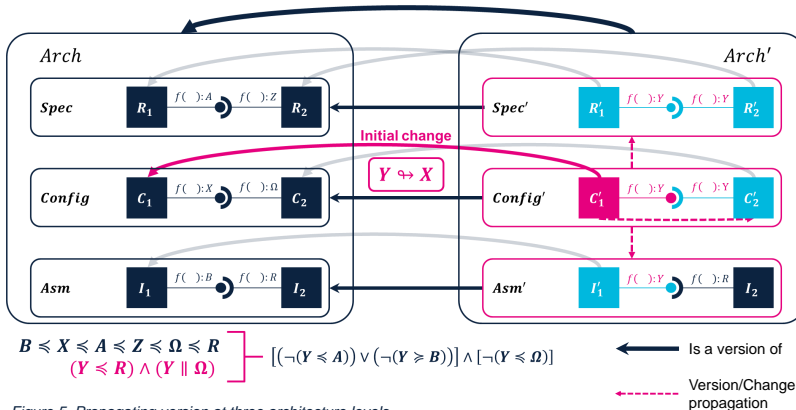 Arch
Arch′
Spec
R₁
f( ):A
f( ):Z
R₂
Spec′
R′₁
f( ):Y
f( ):Y
R′₂
Initial change
Y ↬ X
Config
C₁
f( ):X
f( ):Ω
C₂
Config′
C′₁
f( ):Y
f( ):Y
C′₂
Asm
I₁
f( ):B
f( ):R
I₂
Asm′
I′₁
f( ):Y
f( ):R
I₂
B ≼ X ≼ A ≼ Z ≼ Ω ≼ R
(Y ≼ R) ∧ (Y ∥ Ω)
[(¬(Y ≼ A)) ∨ (¬(Y ≽ B))] ∧ [¬(Y ≼ Ω)]
Is a version of
Version/Change
propagation
Figure 5. Propagating version at three architecture levels